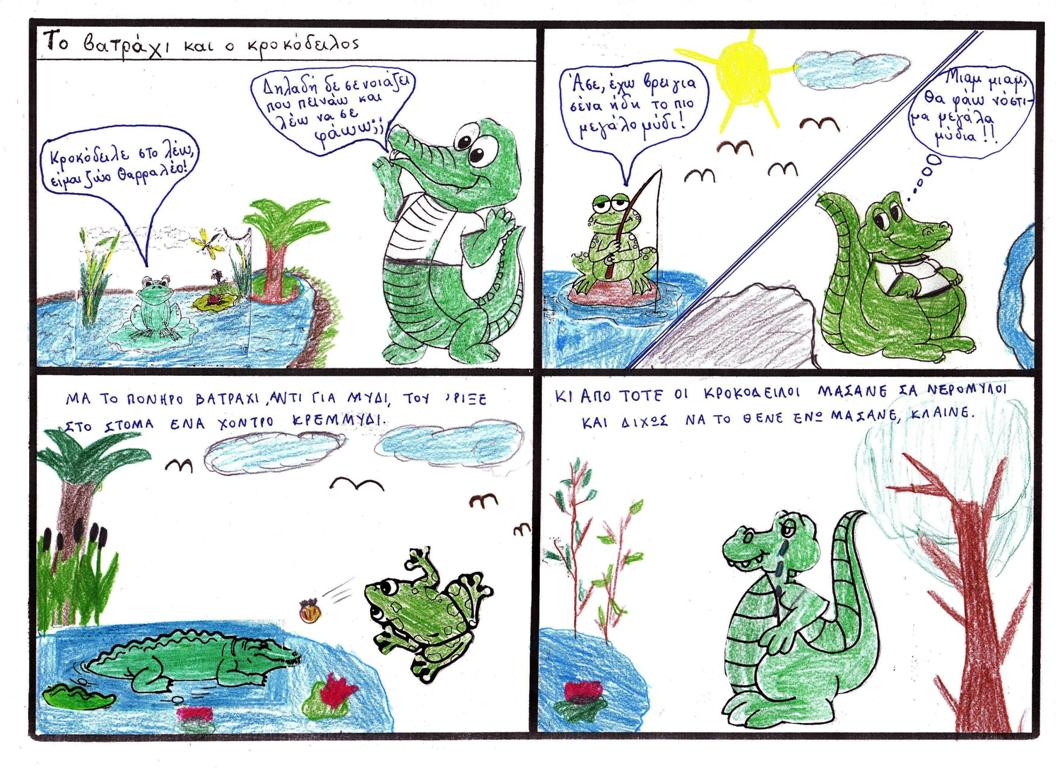 Το βατράχι και ο κροκόδειλος
Κροκόδειλε στο λέω,
είμαι ζώο θαρραλέο!
Δηλαδή δε σε νοιάζει
που πεινάω και
λέω να σε
φάωω;;
Άσε, έχω βρει για
σένα ήδη το πιο
μεγάλο μύδι!
Μιαμ μιαμ,
θα φάω νόστι-
μα μεγάλα
μύδια!!
ΜΑ ΤΟ ΠΟΝΗΡΟ ΒΑΤΡΑΧΙ, ΑΝΤΙ ΓΙΑ ΜΥΔΙ, ΤΟΥ 'ΡΙΞΕ
ΣΤΟ ΣΤΟΜΑ ΕΝΑ ΧΟΝΤΡΟ ΚΡΕΜΜΥΔΙ.
ΚΙ ΑΠΟ ΤΟΤΕ ΟΙ ΚΡΟΚΟΔΕΙΛΟΙ ΜΑΣΑΝΕ ΣΑ ΝΕΡΟΜΥΛΟΙ
ΚΑΙ ΔΙΧΩΣ ΝΑ ΤΟ ΘΕΝΕ ΕΝΩ ΜΑΣΑΝΕ, ΚΛΑΙΝΕ.